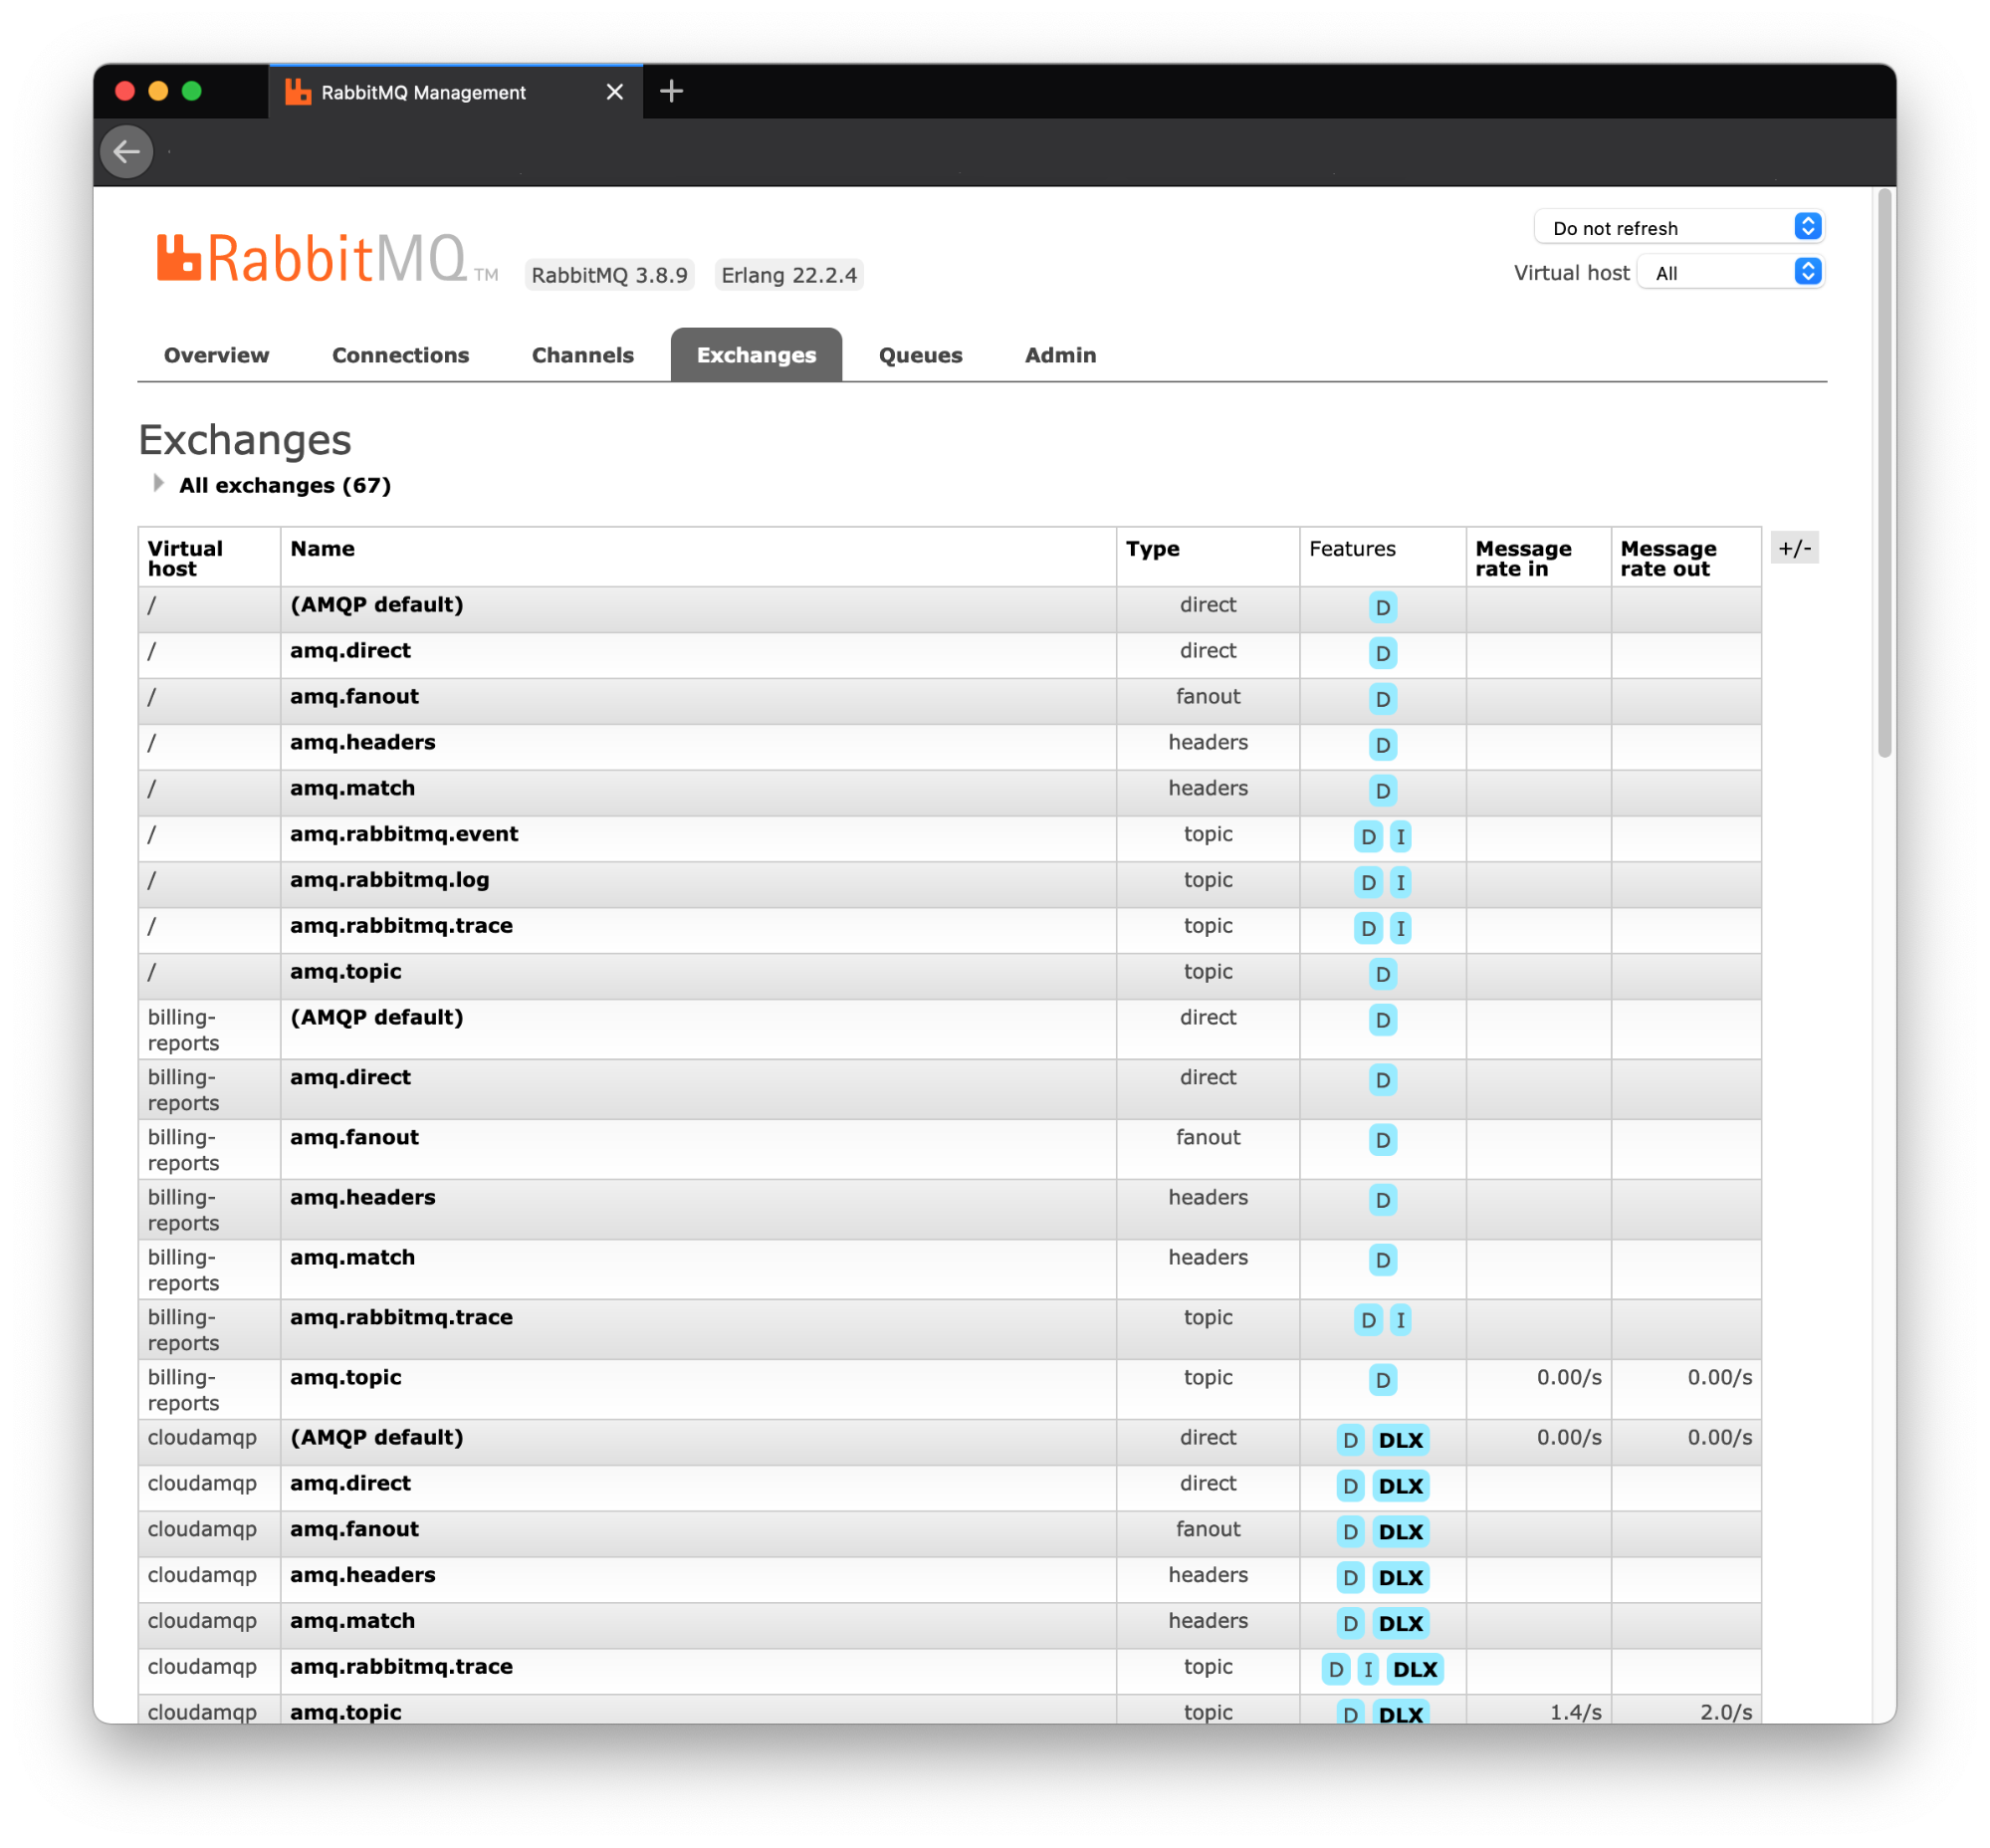 RabbitMQ Management
RabbitMQ TM RabbitMQ 3.8.9 Erlang 22.2.4
Do not refresh
Virtual host All
Overview Connections Channels Exchanges Queues Admin
Exchanges
All exchanges (67)
Virtual host Name Type Features Message rate in Message rate out +/-
/ (AMQP default) direct D
/ amq.direct direct D
/ amq.fanout fanout D
/ amq.headers headers D
/ amq.match headers D
/ amq.rabbitmq.event topic D I
/ amq.rabbitmq.log topic D I
/ amq.rabbitmq.trace topic D I
/ amq.topic topic D
billing-reports (AMQP default) direct D
billing-reports amq.direct direct D
billing-reports amq.fanout fanout D
billing-reports amq.headers headers D
billing-reports amq.match headers D
billing-reports amq.rabbitmq.trace topic D I
billing-reports amq.topic topic D 0.00/s 0.00/s
cloudamqp (AMQP default) direct D DLX 0.00/s 0.00/s
cloudamqp amq.direct direct D DLX
cloudamqp amq.fanout fanout D DLX
cloudamqp amq.headers headers D DLX
cloudamqp amq.match headers D DLX
cloudamqp amq.rabbitmq.trace topic D I DLX
cloudamqp amq.topic topic D DLX 1.4/s 2.0/s